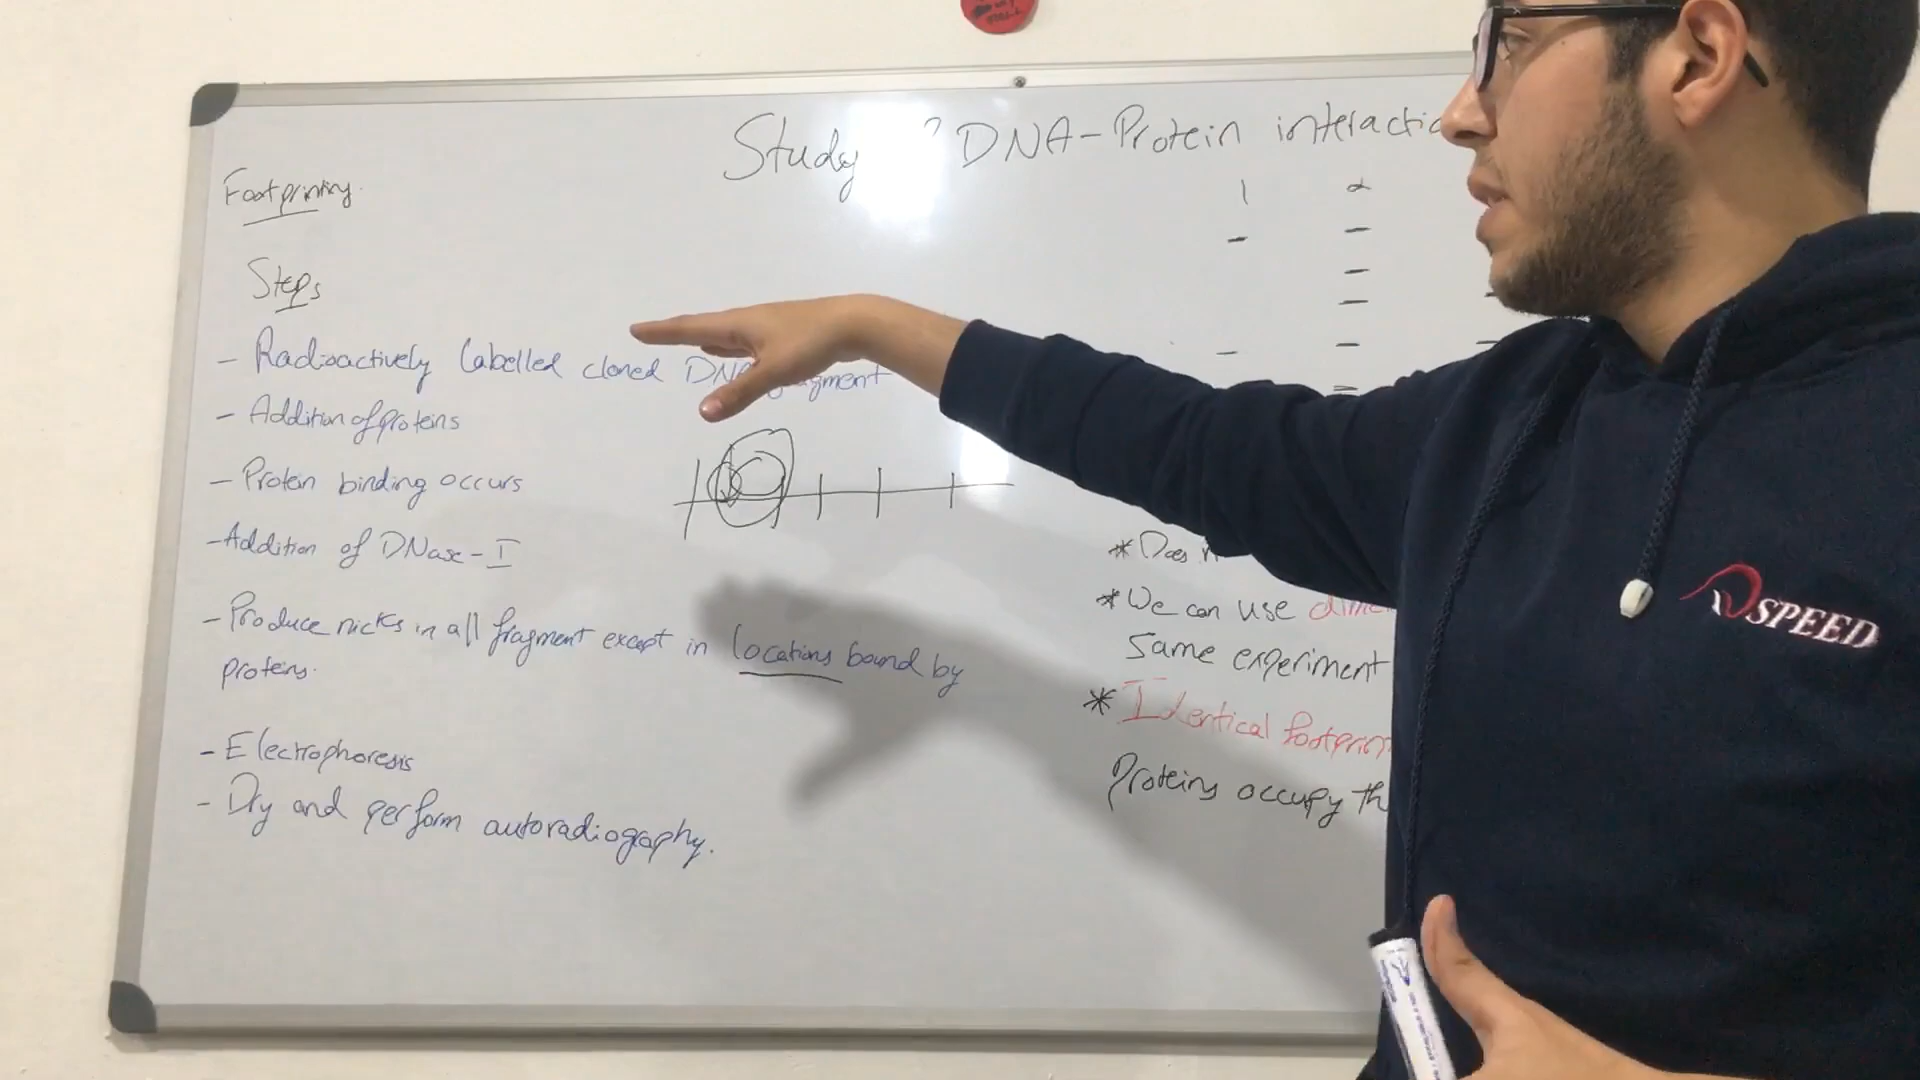 Study ? DNA-Protein interactio
Footprinting.
1 2
Steps
- Radioactively labelled cloned DNA fragment
- Addition of proteins
- Protein binding occurs
- Addition of DNase-I
- Produce nicks in all fragment except in locations bound by
proteins.
- Electrophoresis
- Dry and perform autoradiography.
* Does
* We can use
Same experiment
* Identical footprin
Proteins occupy th
SPEED